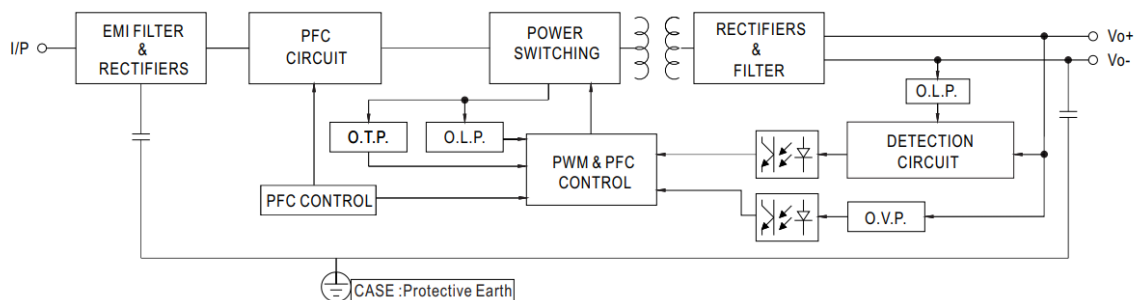 I/P
EMI FILTER
&
RECTIFIERS
PFC
CIRCUIT
POWER
SWITCHING
RECTIFIERS
&
FILTER
Vo+
Vo-
O.L.P.
O.T.P.
O.L.P.
PWM & PFC
CONTROL
DETECTION
CIRCUIT
PFC CONTROL
O.V.P.
CASE :Protective Earth